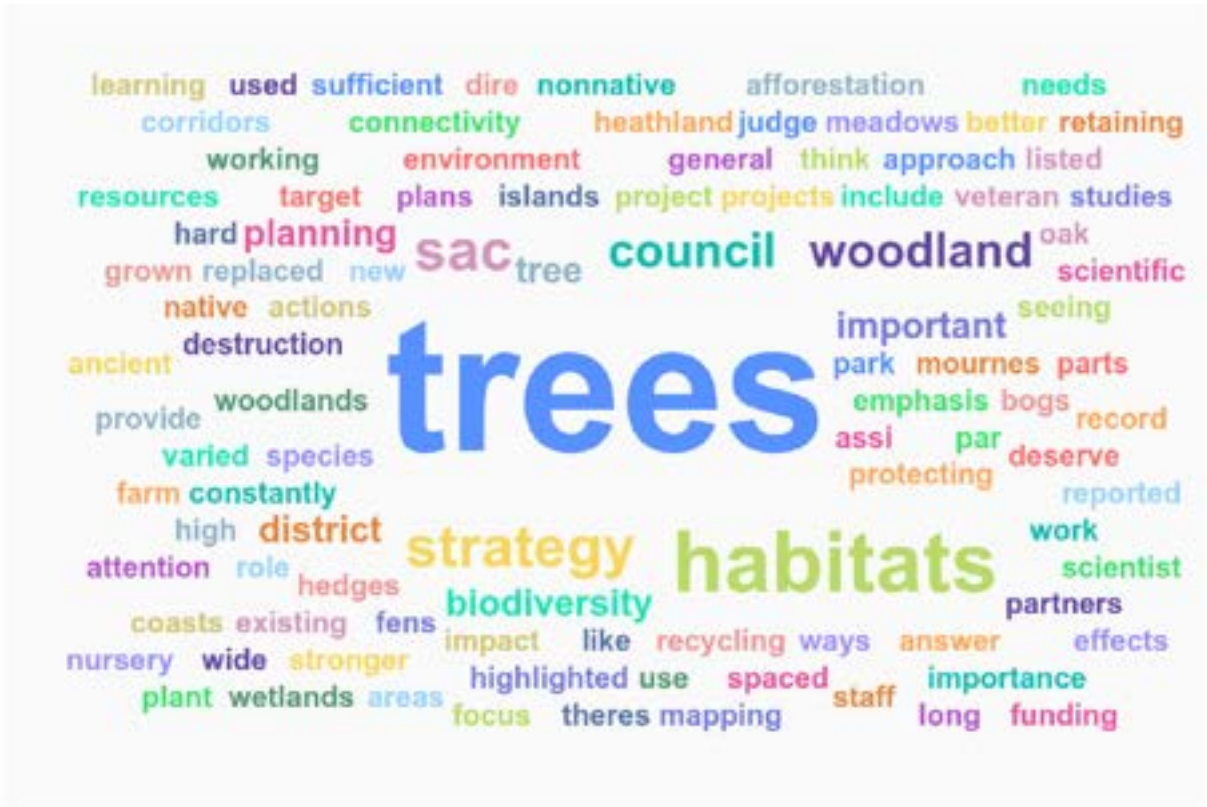 learning used sufficient dire nonnative afforestation needs
corridors connectivity heathland judge meadows better retaining
working environment general think approach listed
resources target plans islands project projects include veteran studies
hard planning sac tree council woodland oak
grown replaced new scientific
native actions seeing
destruction trees important
ancient park mournes parts
woodlands emphasis bogs
provide record
assi par
varied species deserve
protecting
farm constantly reported
high district strategy habitats work
attention role scientist
hedges
biodiversity partners
coasts existing fens impact like recycling ways answer effects
nursery wide stronger
highlighted use spaced importance
plant wetlands areas staff
focus theres mapping long funding